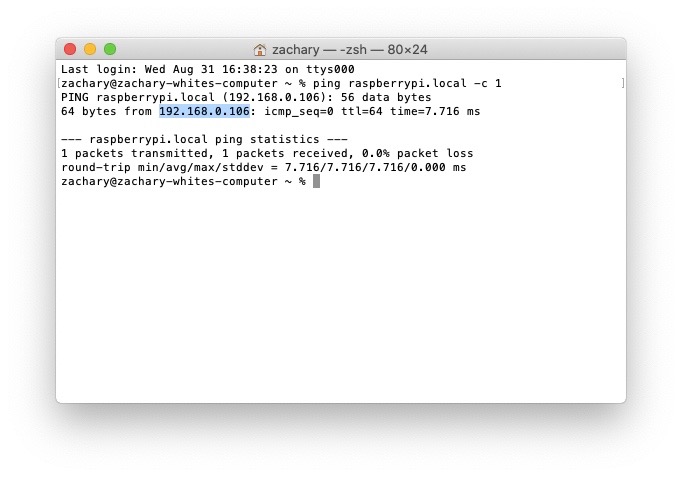 zachary — -zsh — 80×24
Last login: Wed Aug 31 16:38:23 on ttys000
[zachary@zachary-whites-computer ~ % ping raspberrypi.local -c 1 ]
PING raspberrypi.local (192.168.0.106): 56 data bytes
64 bytes from 192.168.0.106: icmp_seq=0 ttl=64 time=7.716 ms

--- raspberrypi.local ping statistics ---
1 packets transmitted, 1 packets received, 0.0% packet loss
round-trip min/avg/max/stddev = 7.716/7.716/7.716/0.000 ms
zachary@zachary-whites-computer ~ %